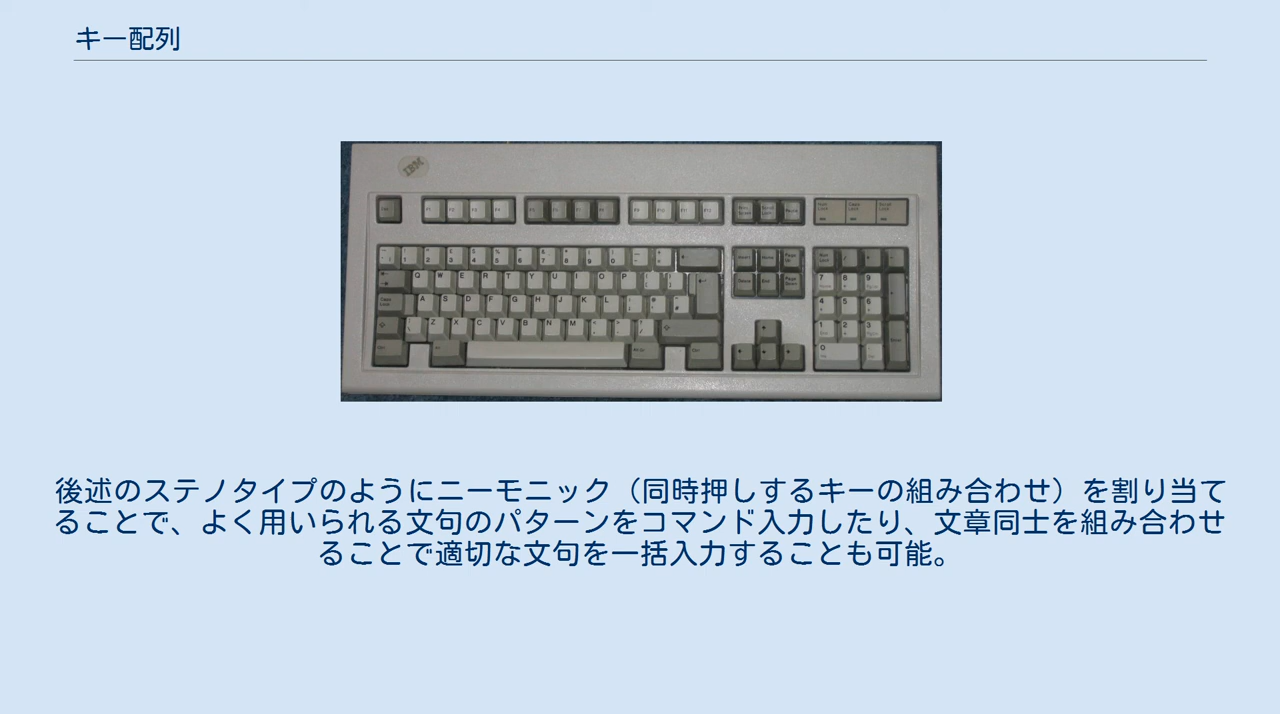 キー配列
IBM
後述のステノタイプのようにニーモニック（同時押しするキーの組み合わせ）を割り当て
ることで、よく用いられる文句のパターンをコマンド入力したり、文章同士を組み合わせ
ることで適切な文句を一括入力することも可能。